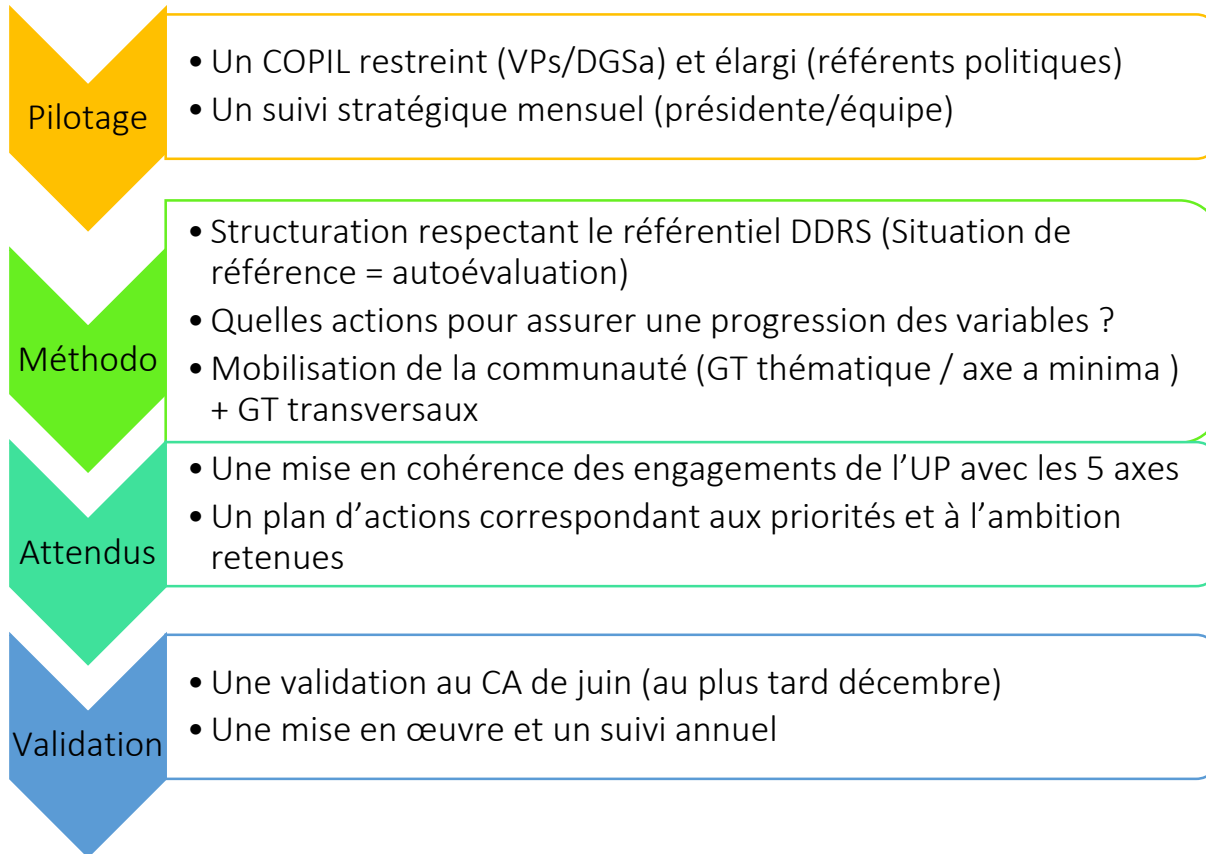 Pilotage
• Un COPIL restreint (VPs/DGSa) et élargi (référents politiques)
• Un suivi stratégique mensuel (présidente/équipe)
Méthodo
• Structuration respectant le référentiel DDRS (Situation de
référence = autoévaluation)
• Quelles actions pour assurer une progression des variables ?
• Mobilisation de la communauté (GT thématique / axe a minima )
+ GT transversaux
Attendus
• Une mise en cohérence des engagements de l’UP avec les 5 axes
• Un plan d’actions correspondant aux priorités et à l’ambition
retenues
Validation
• Une validation au CA de juin (au plus tard décembre)
• Une mise en œuvre et un suivi annuel